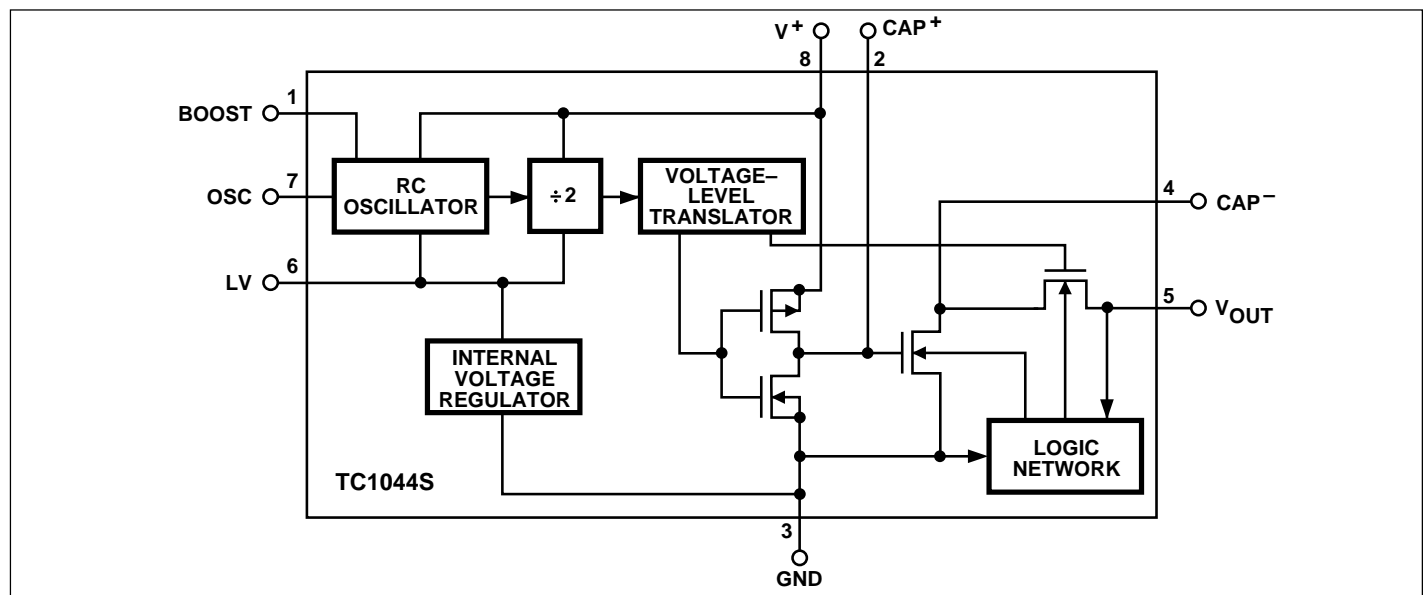 V+
CAP+
8
2
BOOST
1
OSC
7
RC
OSCILLATOR
÷2
VOLTAGE–
LEVEL
TRANSLATOR
4
CAP−
LV
6
5
VOUT
INTERNAL
VOLTAGE
REGULATOR
LOGIC
NETWORK
TC1044S
3
GND